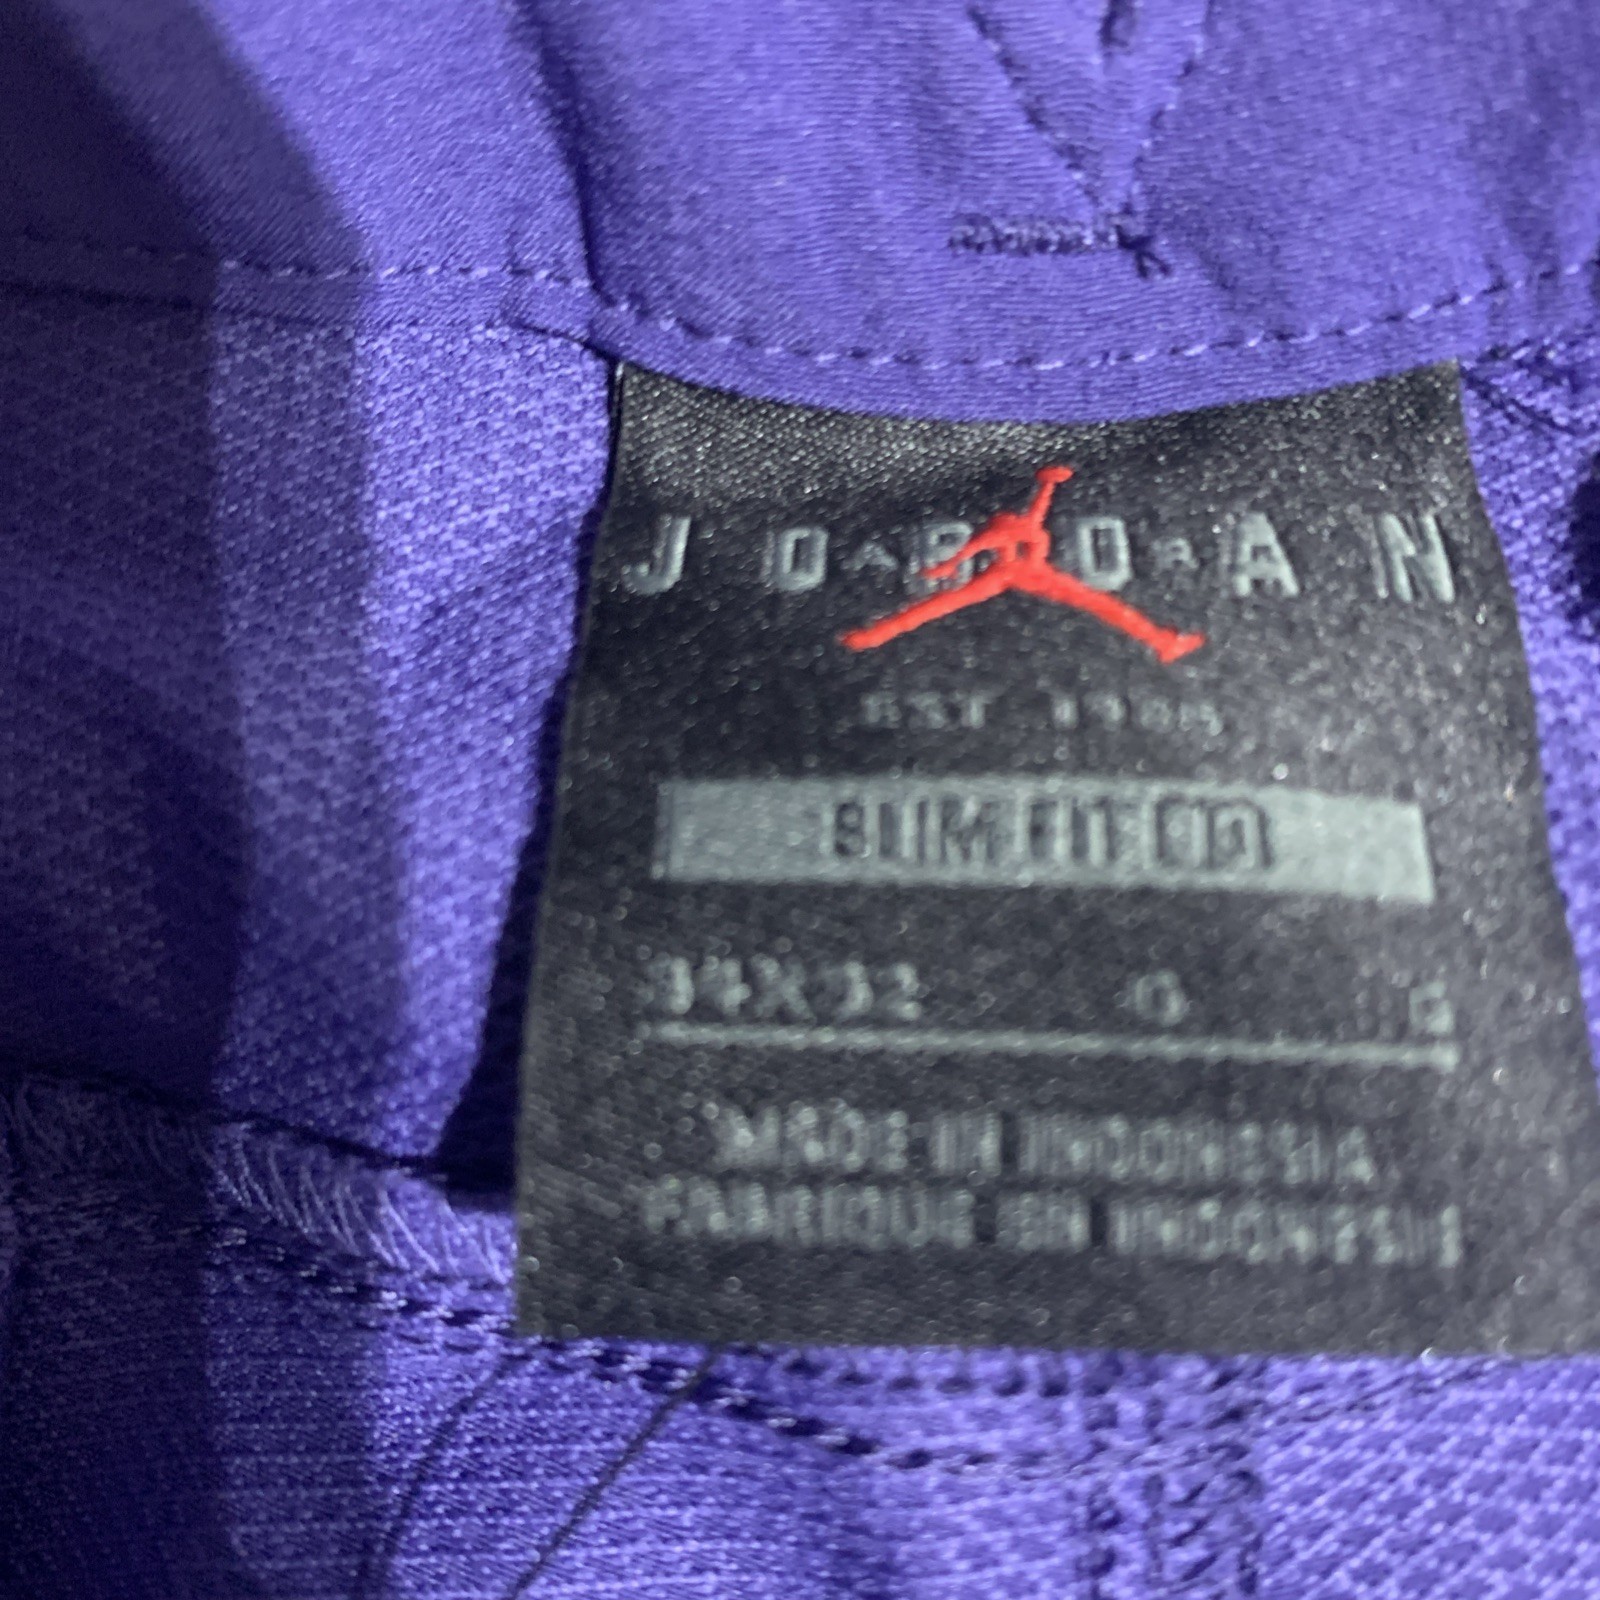 JORDAN
EST 1985
SLIM FIT
34X32 G G
MADE IN INDONESIA
FABRIQUE EN INDONESIE